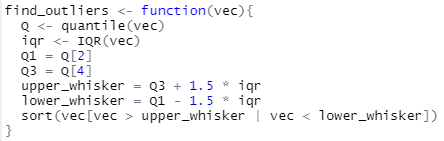 find_outliers <- function(vec){
  Q <- quantile(vec)
  iqr <- IQR(vec)
  Q1 = Q[2]
  Q3 = Q[4]
  upper_whisker = Q3 + 1.5 * iqr
  lower_whisker = Q1 - 1.5 * iqr
  sort(vec[vec > upper_whisker | vec < lower_whisker])
}